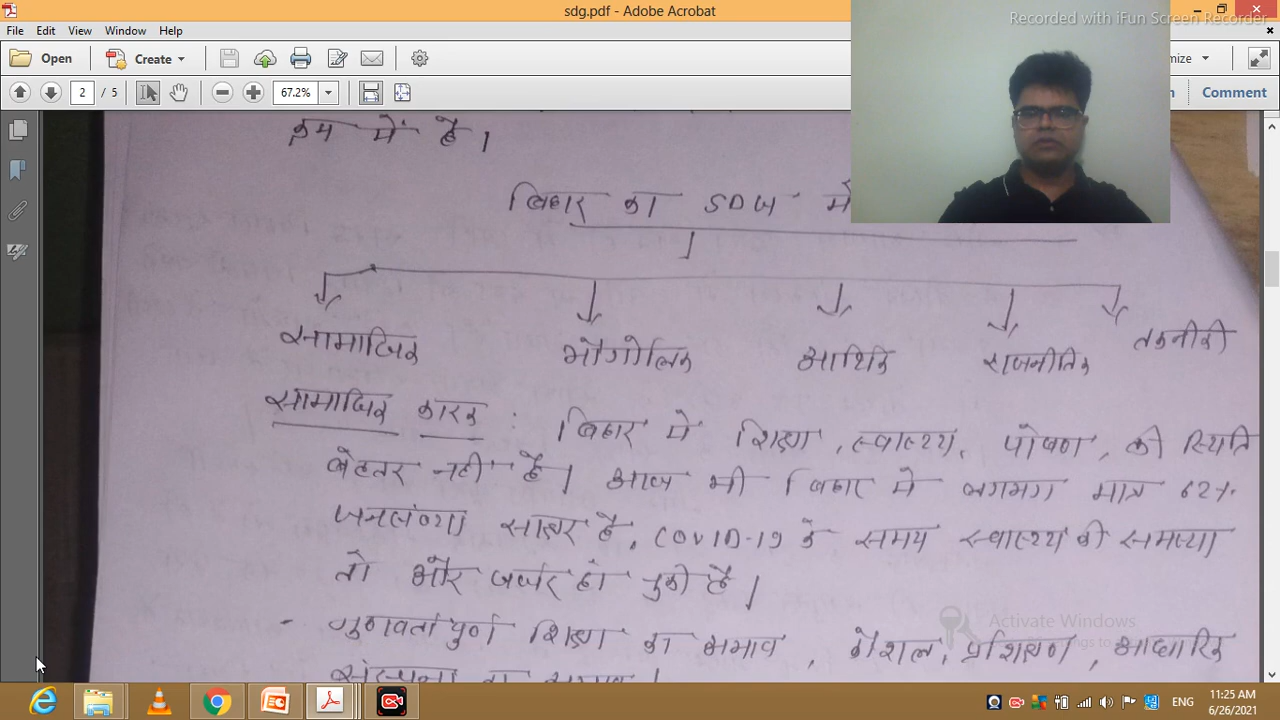 sdg.pdf - Adobe Acrobat
Recorded with iFun Screen Recorder
File Edit View Window Help
Open Create mize
2 / 5 67.2% Comment
क्रम में है।
बिहार का SDG में
सामाजिक भौगोलिक आर्थिक राजनीतिक तकनीकी
सामाजिक कारक : बिहार में शिक्षा, स्वास्थ्य, पोषण, की स्थिति
बेहतर नही है। आज भी बिहार में लगभग मात्र 62%
जनसंख्या साक्षर है, COVID-19 के समय स्वास्थ्य की समस्या
तो और जर्जर हो चुकी है।
- गुणवतापुर्ण शिक्षा का अभाव, कौशल, प्रशिक्षण, आधारिक
Activate Windows
ENG
11:25 AM
6/26/2021